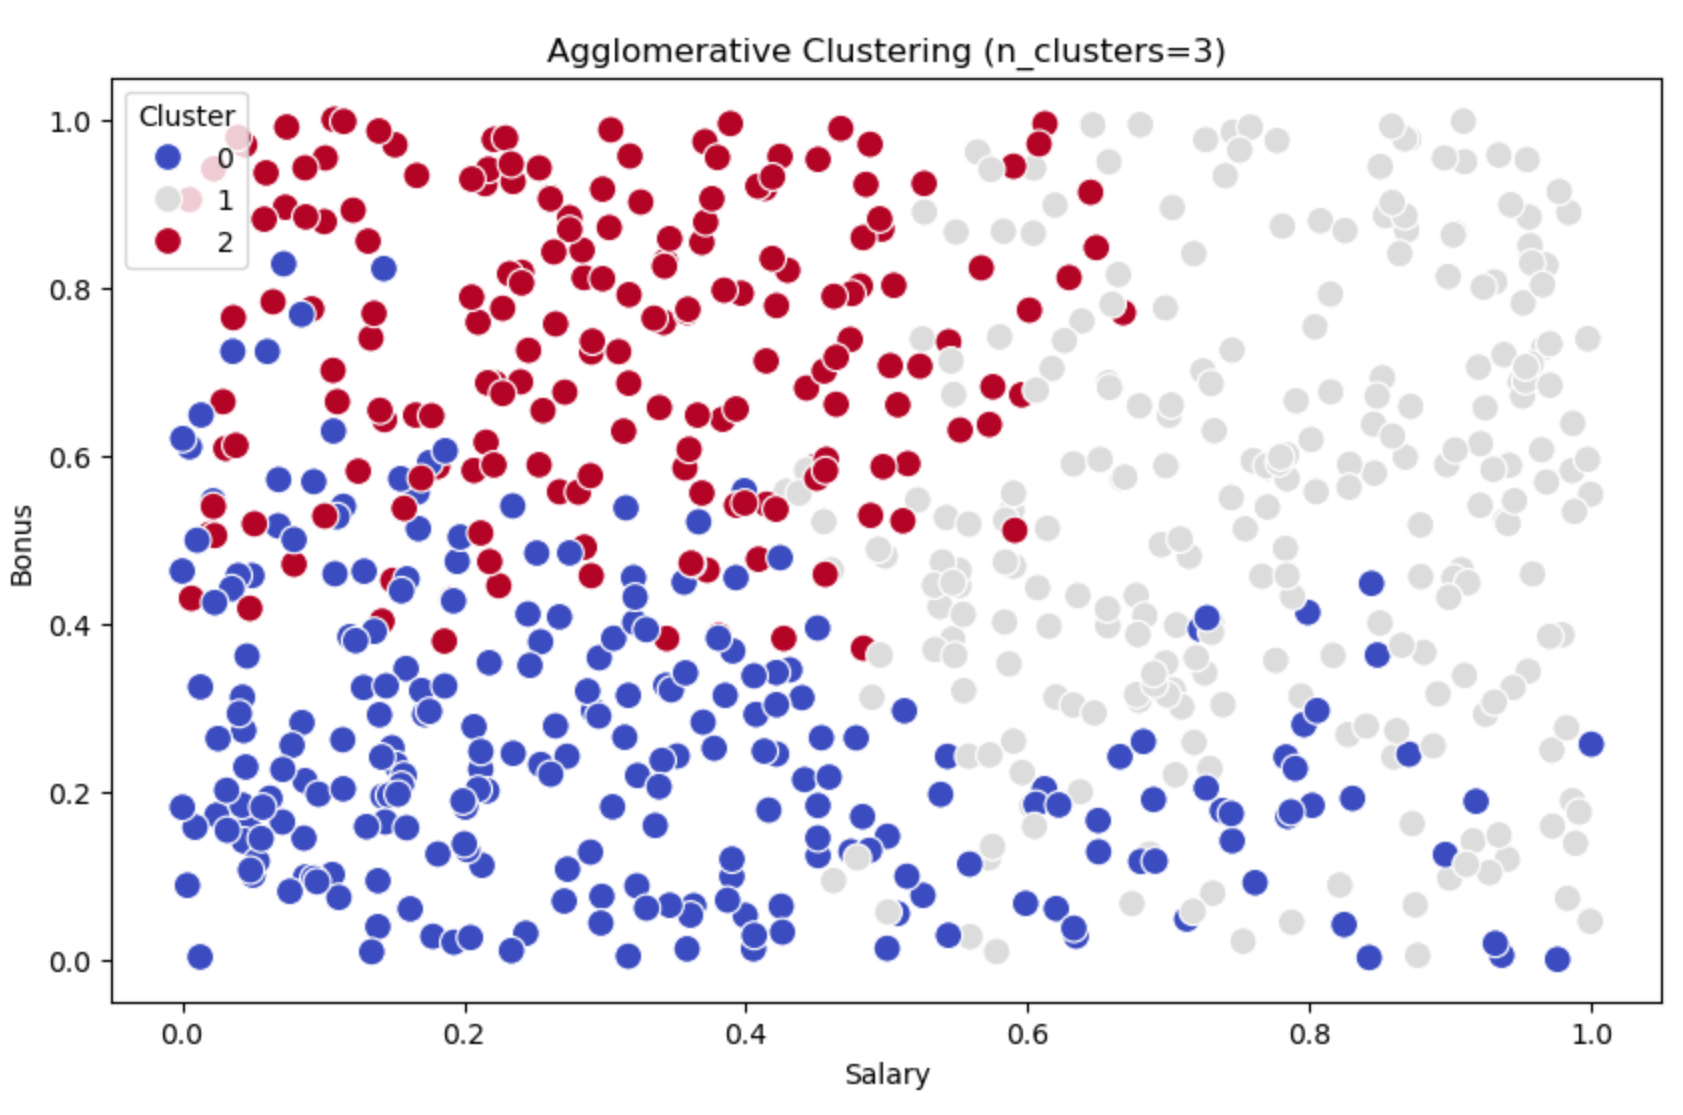 Agglomerative Clustering (n_clusters=3)
Cluster
0
1
2
1.0
0.8
0.6
0.4
0.2
0.0
Bonus
0.0 0.2 0.4 0.6 0.8 1.0
Salary